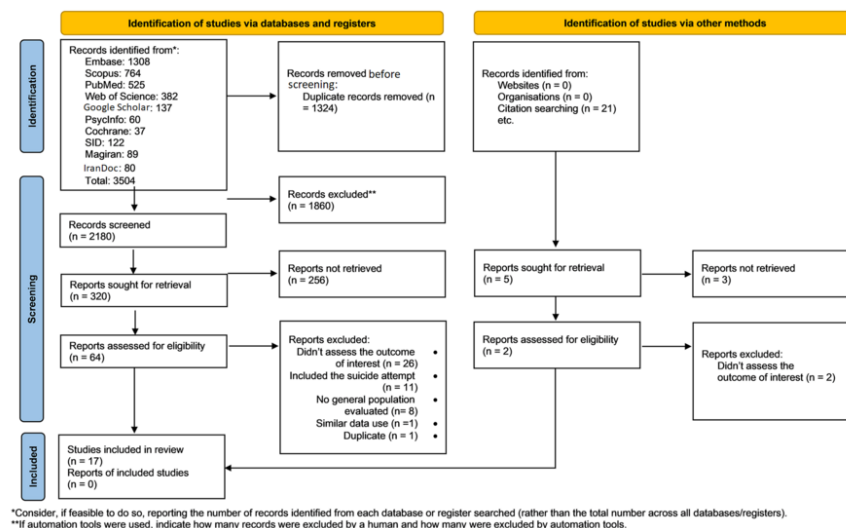 Identification of studies via databases and registers
Identification of studies via other methods
Identification
Records identified from*:
Embase: 1308
Scopus: 764
PubMed: 525
Web of Science: 382
Google Scholar: 137
PsycInfo: 60
Cochrane: 37
SID: 122
Magiran: 89
IranDoc: 80
Total: 3504
Records removed before
screening:
Duplicate records removed (n
= 1324)
Records identified from:
Websites (n = 0)
Organisations (n = 0)
Citation searching (n = 21)
etc.
Screening
Records screened
(n = 2180)
Records excluded**
(n = 1860)
Reports sought for retrieval
(n = 320)
Reports not retrieved
(n = 256)
Reports sought for retrieval
(n = 5)
Reports not retrieved
(n = 3)
Reports assessed for eligibility
(n = 64)
Reports excluded:
Didn't assess the outcome •
of interest (n = 26)
Included the suicide attempt •
(n = 11)
No general population •
evaluated (n= 8)
Similar data use (n =1) •
Duplicate (n = 1) •
Reports assessed for eligibility
(n = 2)
Reports excluded:
Didn't assess the
outcome of interest (n = 2)
Included
Studies included in review
(n = 17)
Reports of included studies
(n = 0)
*Consider, if feasible to do so, reporting the number of records identified from each database or register searched (rather than the total number across all databases/registers).
**If automation tools were used, indicate how many records were excluded by a human and how many were excluded by automation tools.